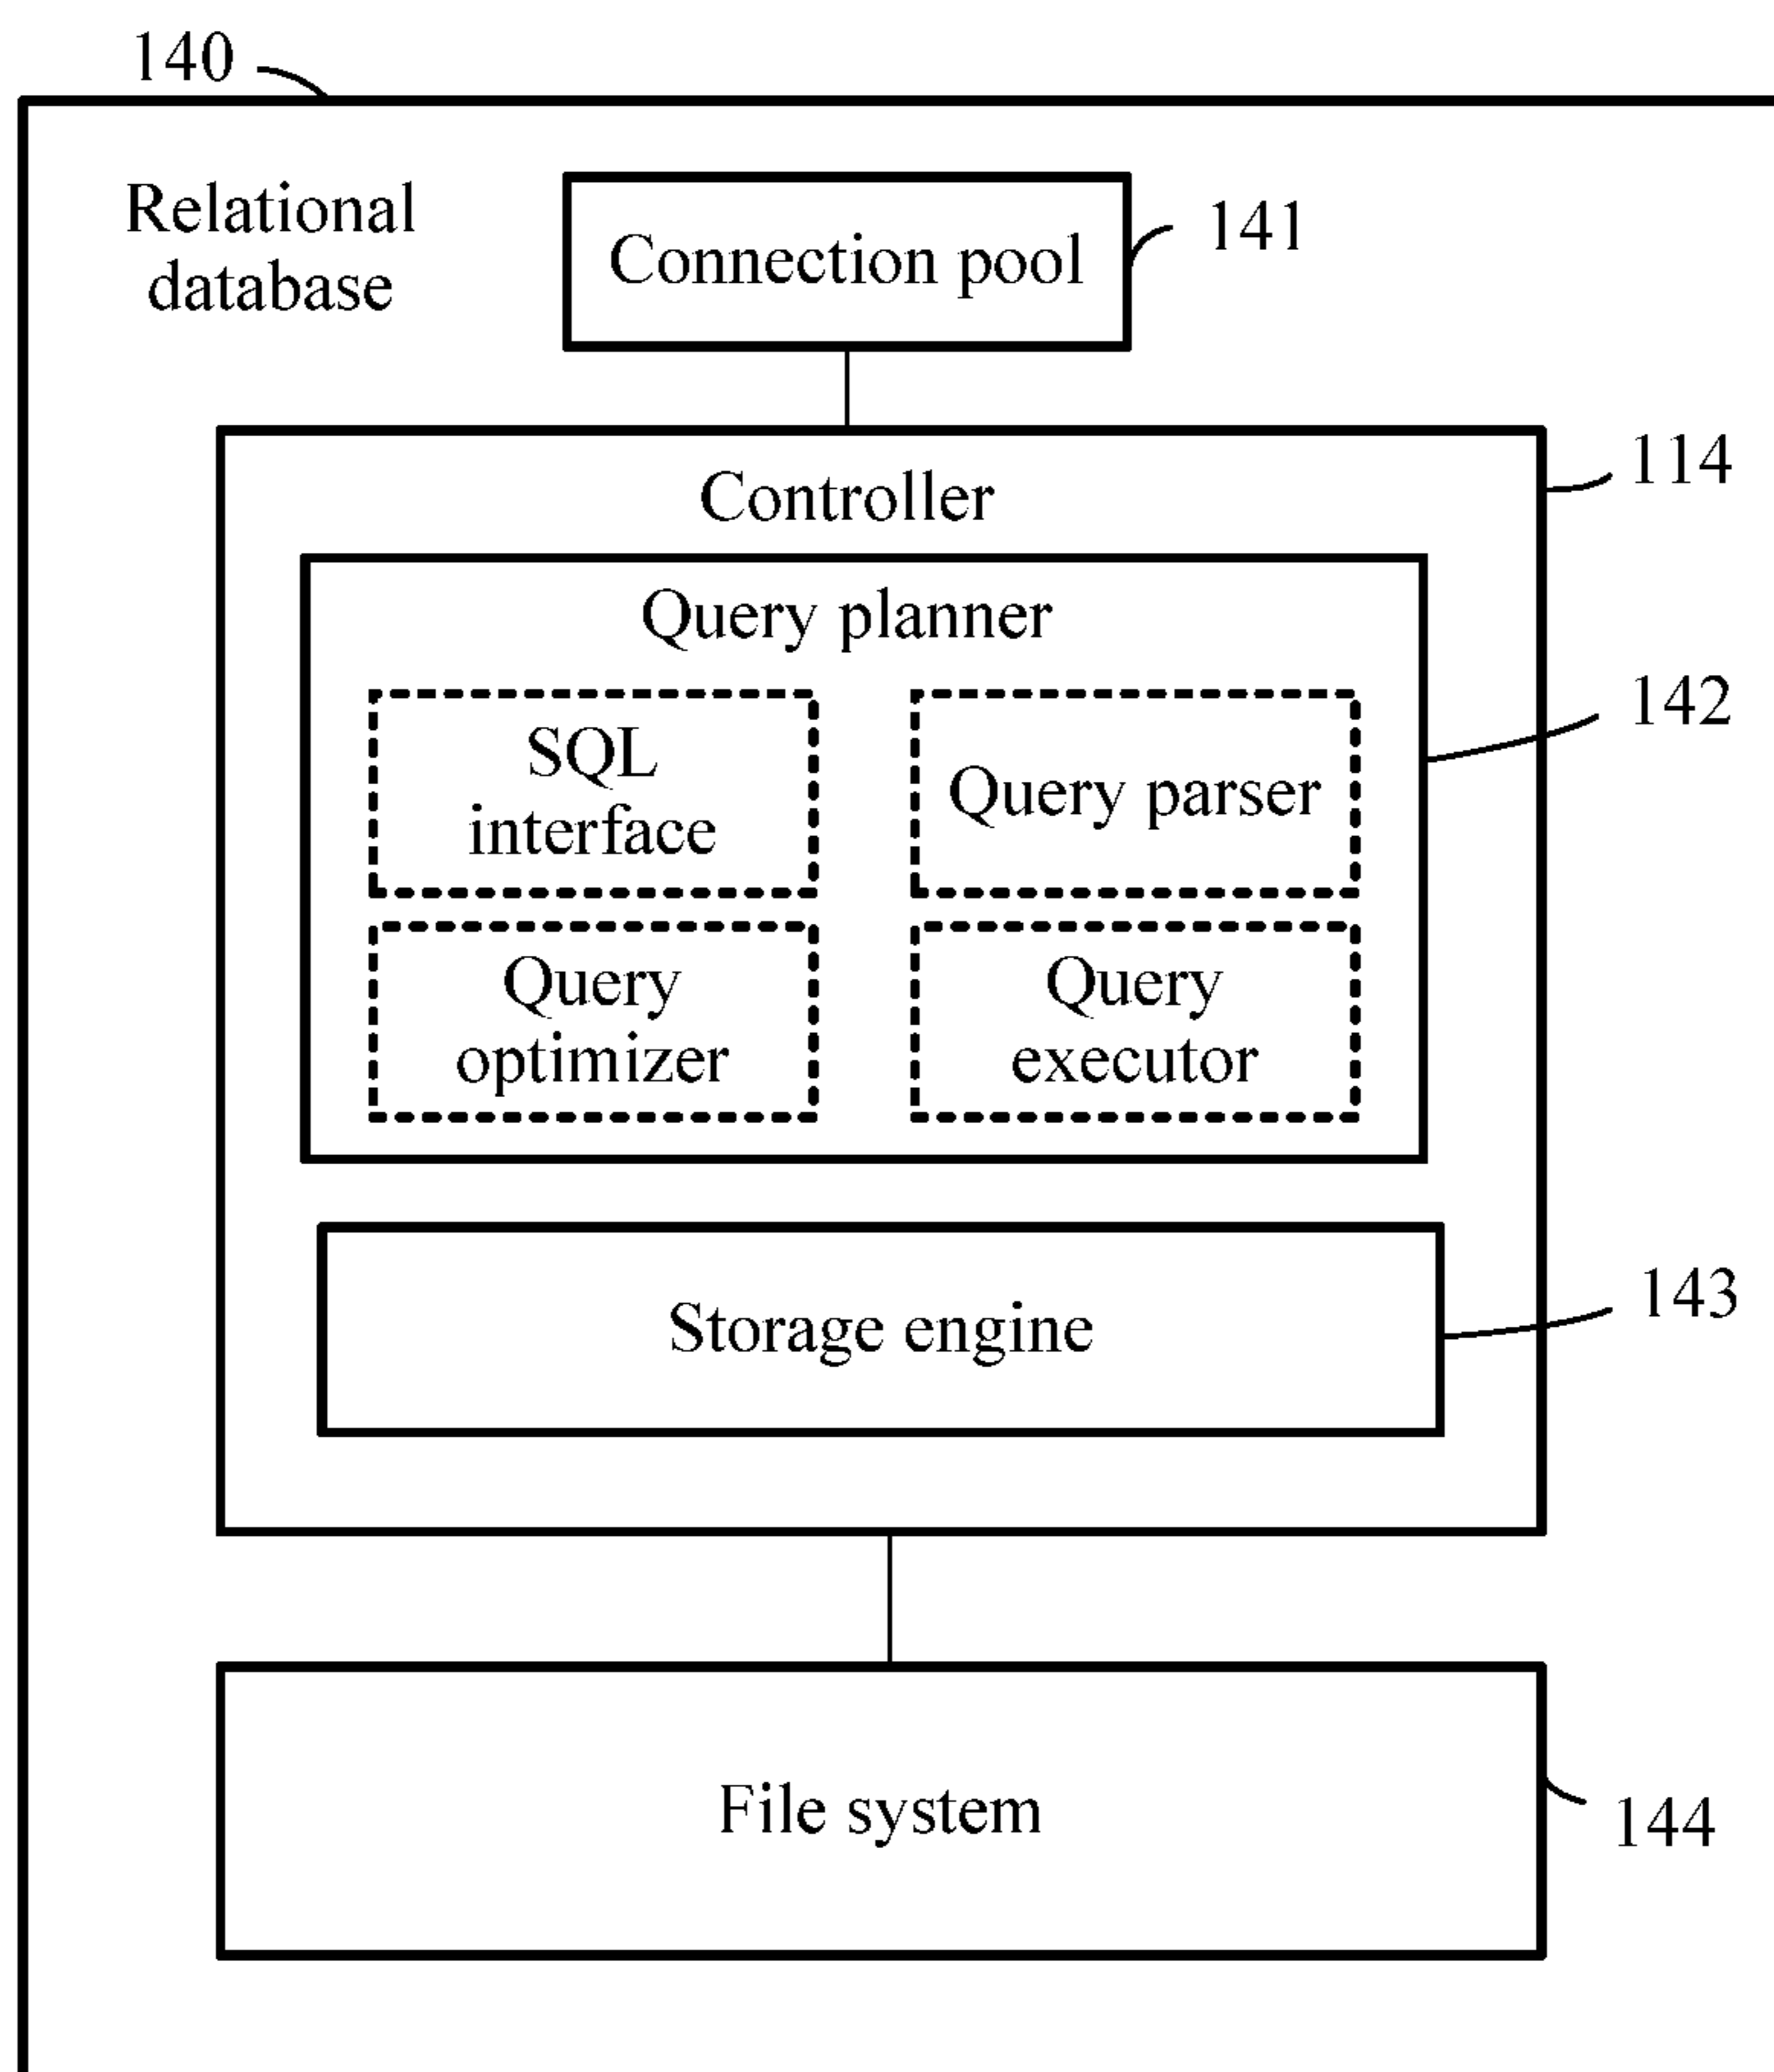 140
Relational
database
Connection pool
141
Controller
114
Query planner
142
SQL
interface
Query parser
Query
optimizer
Query
executor
Storage engine
143
File system
144